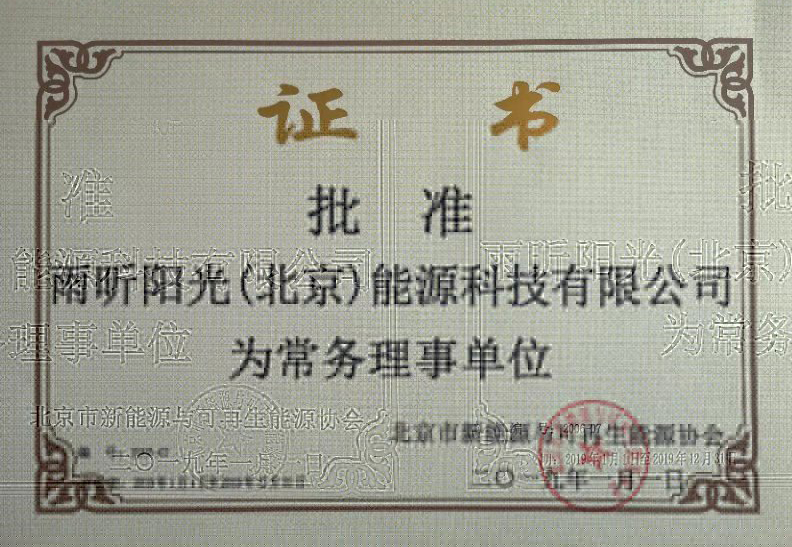 证书
批准
雨昕阳光(北京)能源科技有限公司
为常务理事单位
北京市新能源与可再生能源协会
二〇一九年一月一日